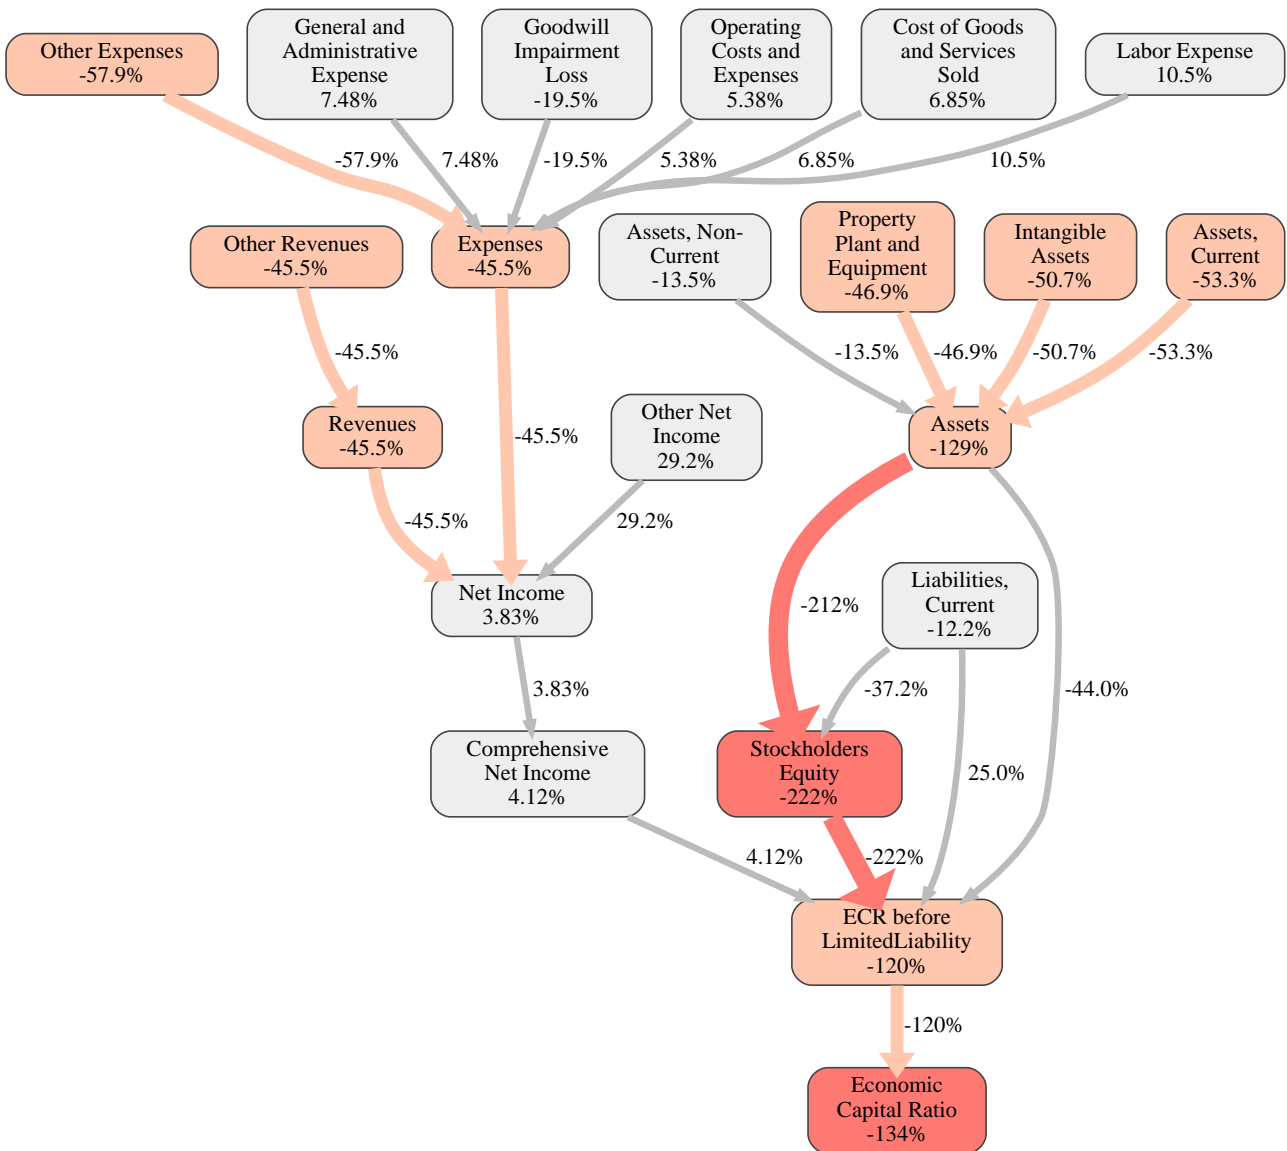 Other Expenses
-57.9%
General and
Administrative
Expense
7.48%
Goodwill
Impairment
Loss
-19.5%
Operating
Costs and
Expenses
5.38%
Cost of Goods
and Services
Sold
6.85%
Labor Expense
10.5%
-57.9%
7.48%
-19.5%
5.38%
6.85%
10.5%
Other Revenues
-45.5%
Expenses
-45.5%
Assets, Non-
Current
-13.5%
Property
Plant and
Equipment
-46.9%
Intangible
Assets
-50.7%
Assets,
Current
-53.3%
-45.5%
-13.5%
-46.9%
-50.7%
-53.3%
Revenues
-45.5%
-45.5%
Other Net
Income
29.2%
Assets
-129%
-45.5%
29.2%
Net Income
3.83%
-212%
Liabilities,
Current
-12.2%
3.83%
-37.2%
-44.0%
Comprehensive
Net Income
4.12%
Stockholders
Equity
-222%
25.0%
4.12%
-222%
ECR before
LimitedLiability
-120%
-120%
Economic
Capital Ratio
-134%